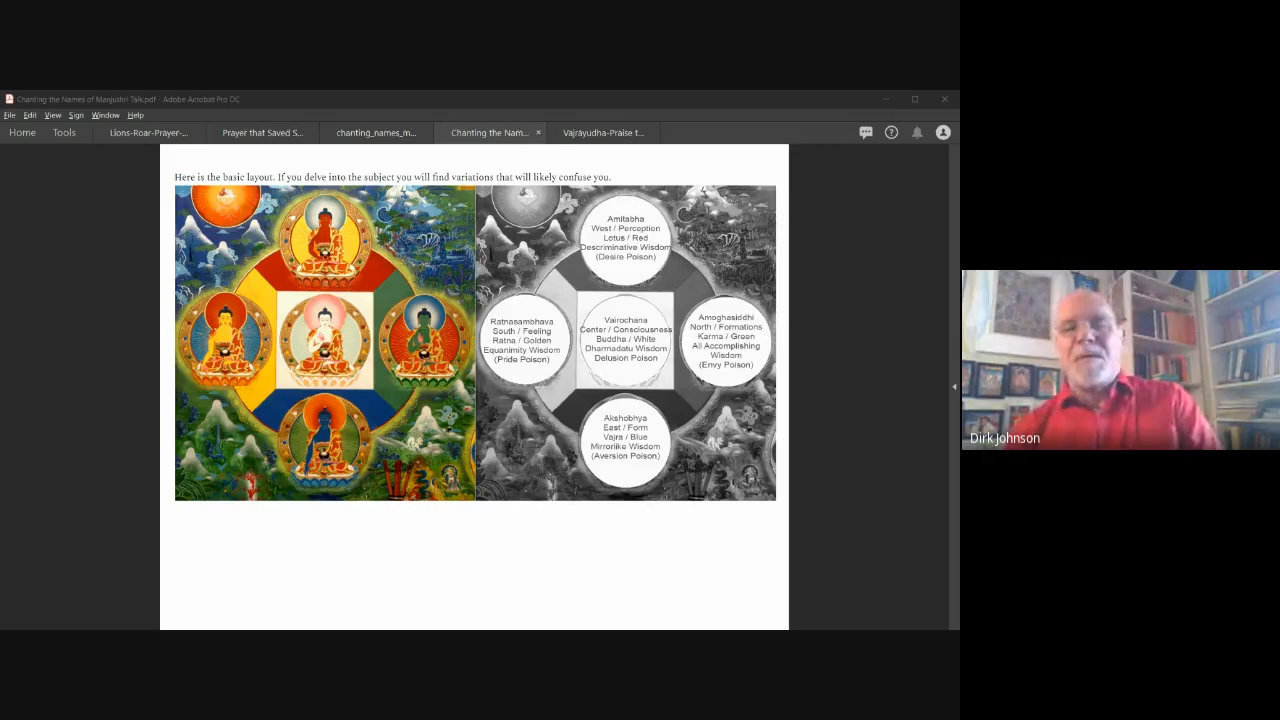 Chanting the Names of Manjushri Talk.pdf - Adobe Acrobat Pro DC
File Edit View Sign Window Help
Home Tools Lions-Roar-Prayer-... Prayer that Saved S... chanting_names_m... Chanting the Nam... × Vajrayudha-Praise t...
Here is the basic layout. If you delve into the subject you will find variations that will likely confuse you.
Amitabha
West / Perception
Lotus / Red
Descriminative Wisdom
(Desire Poison)
Ratnasambhava
South / Feeling
Ratna / Golden
Equanimity Wisdom
(Pride Poison)
Vairochana
Center / Consciousness
Buddha / White
Dharmadatu Wisdom
Delusion Poison
Amoghasiddhi
North / Formations
Karma / Green
All Accomplishing
Wisdom
(Envy Poison)
Akshobhya
East / Form
Vajra / Blue
Mirrorlike Wisdom
(Aversion Poison)
Dirk Johnson